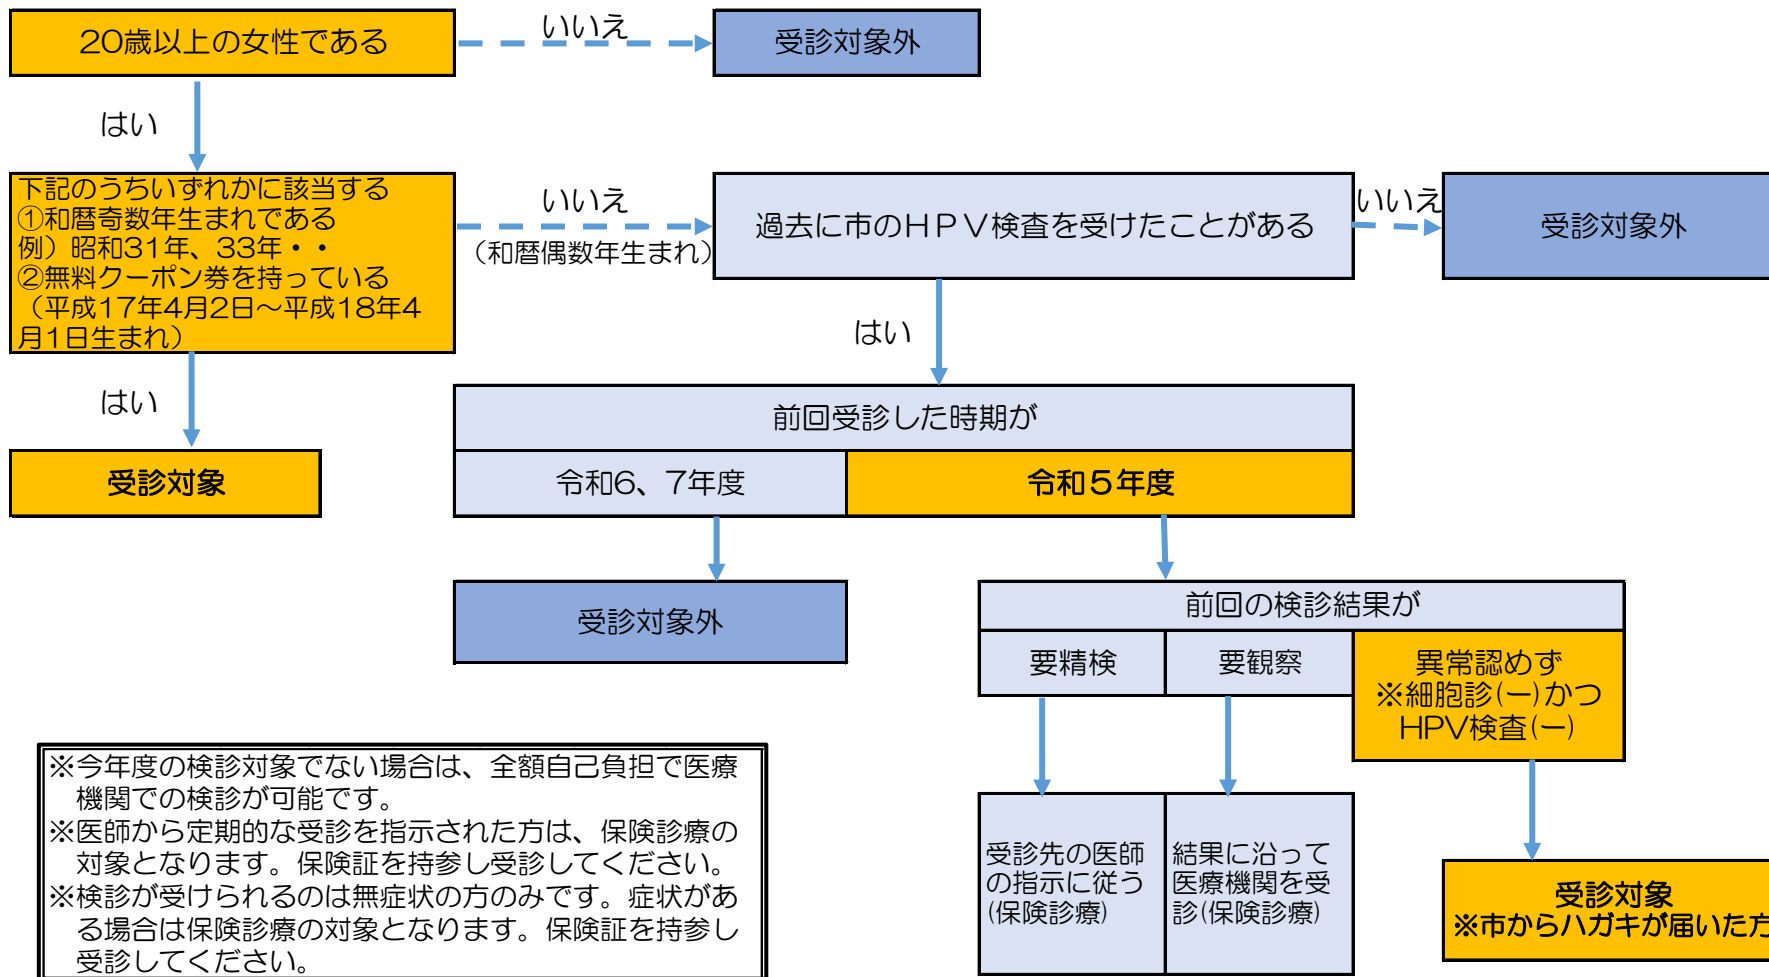 20歳以上の女性である
いいえ
受診対象外
はい
下記のうちいずれかに該当する
①和暦奇数年生まれである
例）昭和31年、33年・・
②無料クーポン券を持っている
（平成17年4月2日～平成18年4
月1日生まれ）
いいえ
（和暦偶数年生まれ）
過去に市のＨＰＶ検査を受けたことがある
いいえ
受診対象外
はい
はい
受診対象
前回受診した時期が
令和6、7年度
令和５年度
受診対象外
前回の検診結果が
要精検
要観察
異常認めず
※細胞診(ー)かつ
HPV検査(ー)
受診先の医師
の指示に従う
(保険診療)
結果に沿って
医療機関を受
診(保険診療)
受診対象
※市からハガキが届いた方
※今年度の検診対象でない場合は、全額自己負担で医療
機関での検診が可能です。
※医師から定期的な受診を指示された方は、保険診療の
対象となります。保険証を持参し受診してください。
※検診が受けられるのは無症状の方のみです。症状があ
る場合は保険診療の対象となります。保険証を持参し
受診してください。